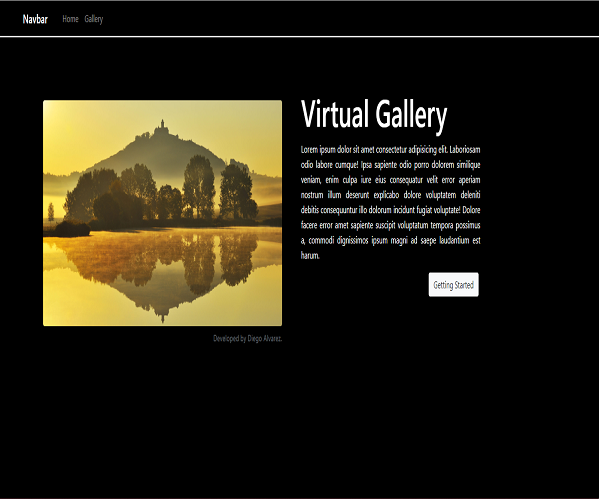 Navbar Home Gallery
Virtual Gallery
Lorem ipsum dolor sit amet consectetur adipisicing elit. Laboriosam
odio labore cumque! Ipsa sapiente odio porro dolorem similique
veniam, enim culpa iure eius consequatur velit error aperiam
nostrum illum deserunt explicabo dolore voluptatem deleniti
debitis consequuntur illo dolorum incidunt fugiat voluptate! Dolore
facere error amet sapiente suscipit voluptatum tempora possimus
a, commodi dignissimos ipsum magni ad saepe laudantium est
harum.
Getting Started
Developed by Diego Alvarez.